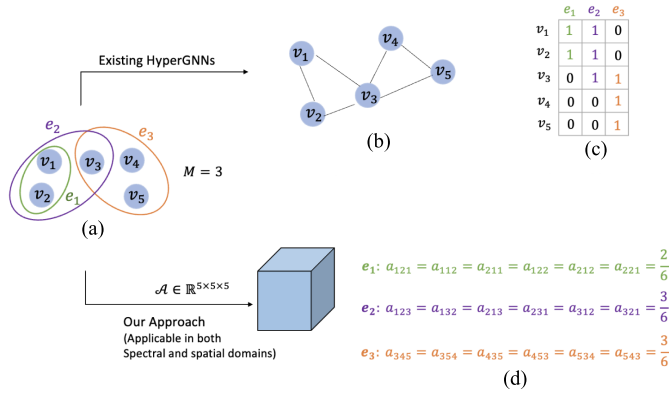 Existing HyperGNNs
v₁
v₄
v₅
v₃
v₂
(b)
e₁ e₂ e₃
v₁ 1 1 0
v₂ 1 1 0
v₃ 0 1 1
v₄ 0 0 1
v₅ 0 0 1
(c)
e₂
e₃
v₁ v₃ v₄
v₂ e₁ v₅
M = 3
(a)
𝒜 ∈ ℝ⁵ˣ⁵ˣ⁵
Our Approach
(Applicable in both
Spectral and spatial domains)
e₁: a₁₂₁ = a₁₁₂ = a₂₁₁ = a₁₂₂ = a₂₁₂ = a₂₂₁ = 2/6
e₂: a₁₂₃ = a₁₃₂ = a₂₁₃ = a₂₃₁ = a₃₁₂ = a₃₂₁ = 3/6
e₃: a₃₄₅ = a₃₅₄ = a₄₃₅ = a₄₅₃ = a₅₃₄ = a₅₄₃ = 3/6
(d)